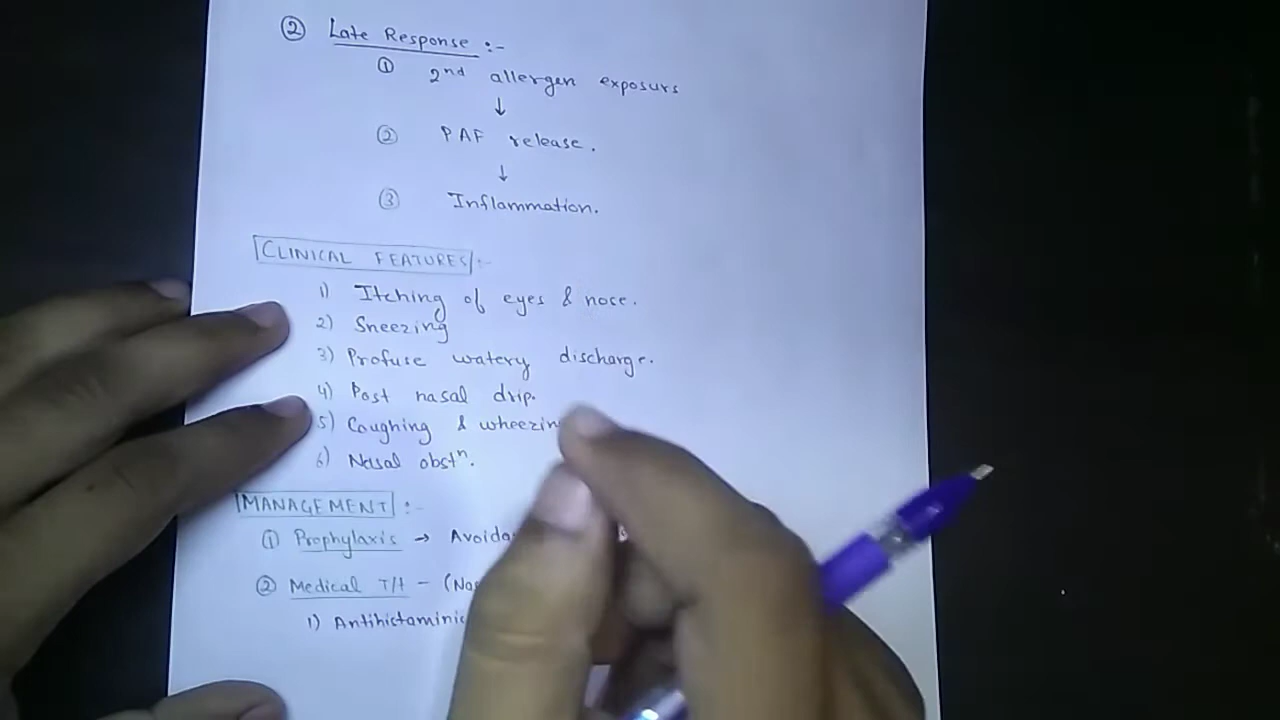 ② Late Response :-
① 2nd allergen exposurs
↓
② PAF release.
↓
③ Inflammation.
CLINICAL FEATURES :-
1) Itching of eyes & nose.
2) Sneezing
3) Profuse watery discharge.
4) Post nasal drip.
5) Coughing & wheezin
6) Nasal obstⁿ.
MANAGEMENT :-
① Prophylaxis → Avoida
② Medical T/t - (Na
1) Antihistaminic